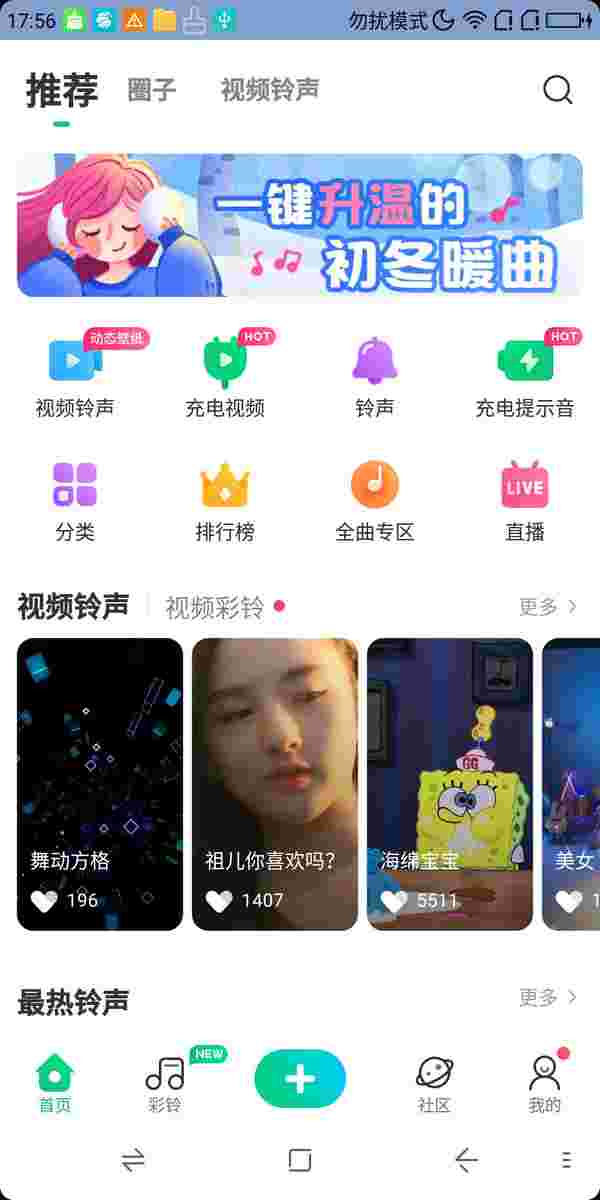 17:56 勿扰模式
推荐 圈子 视频铃声
一键升温的
初冬暖曲
动态壁纸 HOT HOT
视频铃声 充电视频 铃声 充电提示音
LIVE
分类 排行榜 全曲专区 直播
视频铃声 视频彩铃 更多
GG
舞动方格 祖儿你喜欢吗? 海绵宝宝 美女
196 1407 5511 1
最热铃声 更多
NEW
首页 彩铃 社区 我的